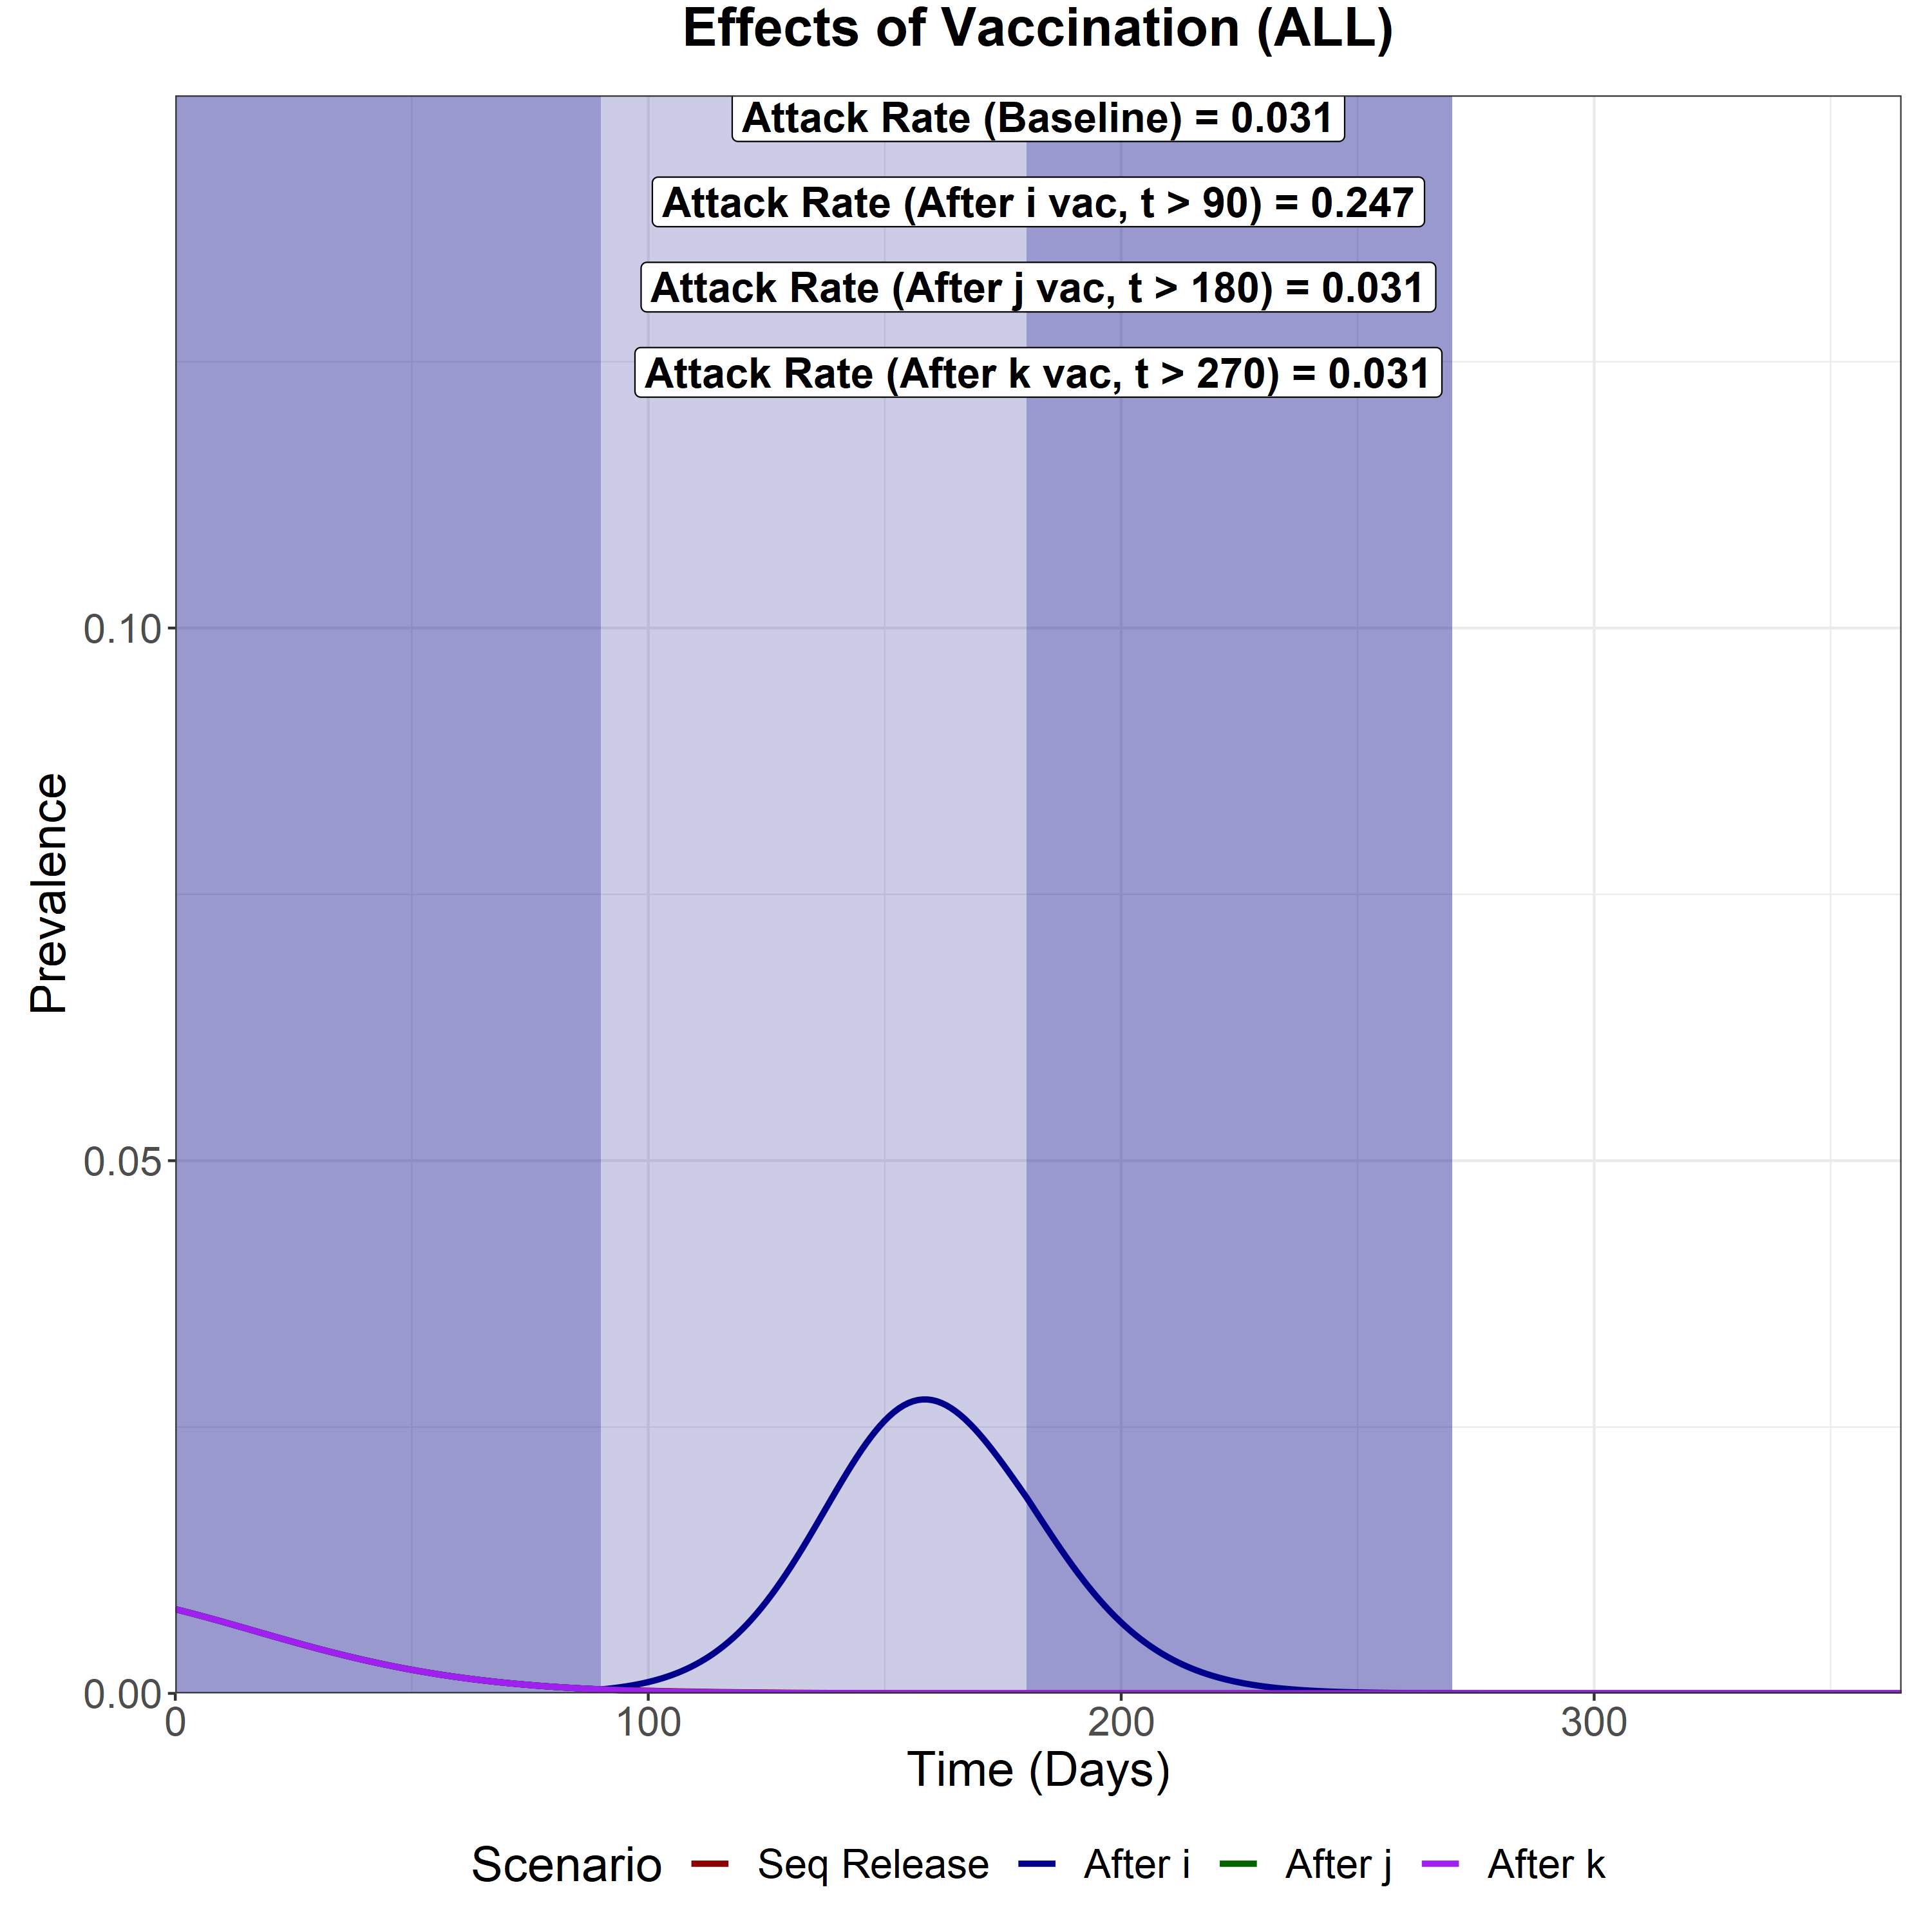 Effects of Vaccination (ALL)
Attack Rate (Baseline) = 0.031
Attack Rate (After i vac, t > 90) = 0.247
Attack Rate (After j vac, t > 180) = 0.031
Attack Rate (After k vac, t > 270) = 0.031
Prevalence
0.10
0.05
0.00
0 100 200 300
Time (Days)
Scenario Seq Release After i After j After k